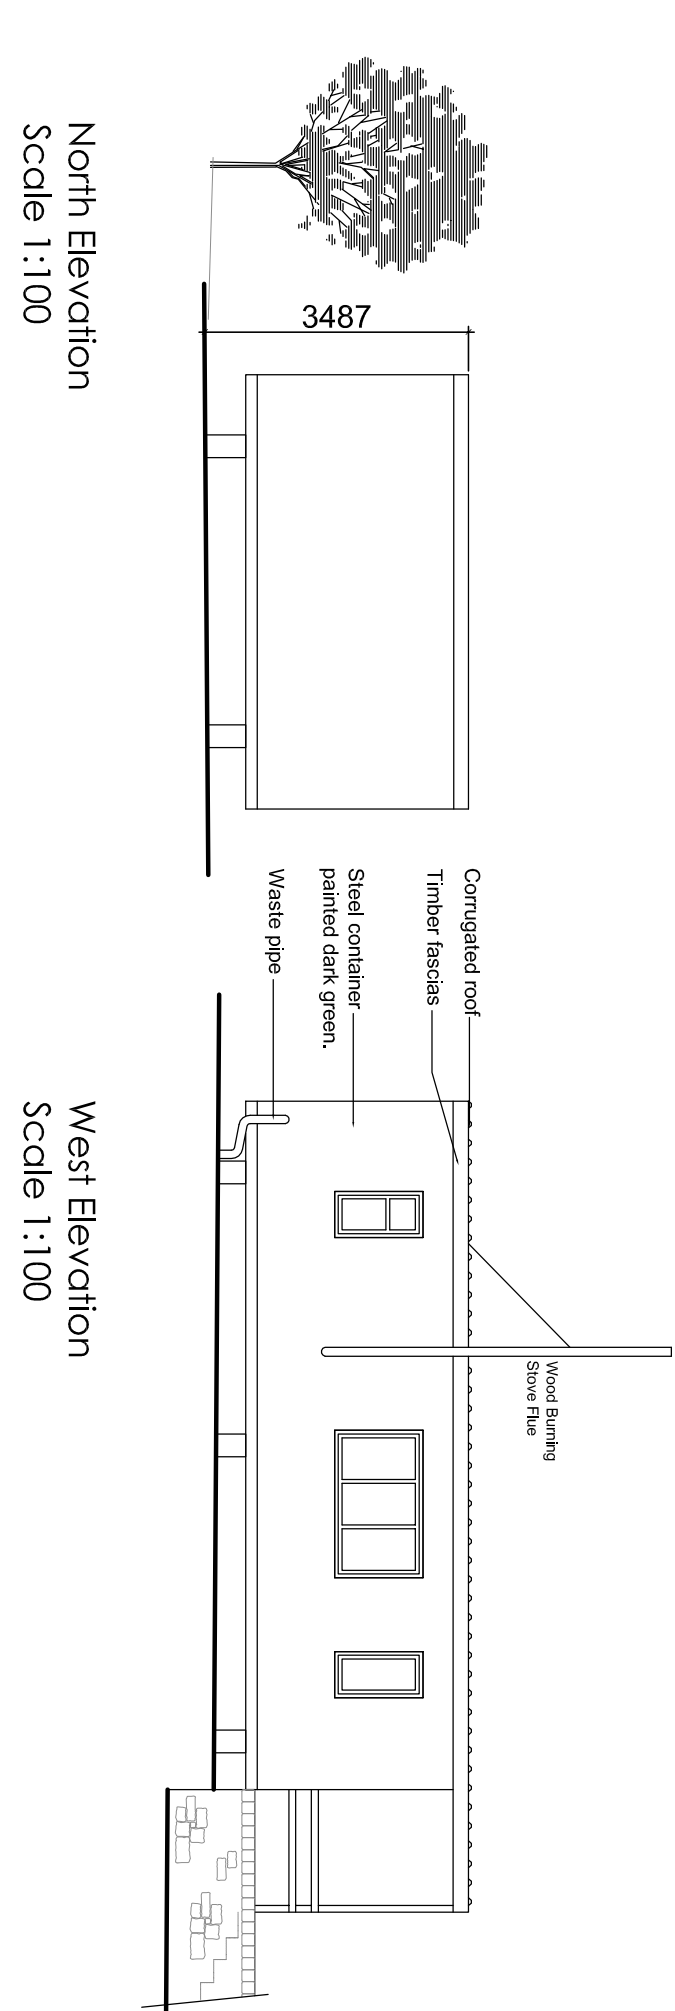 3487
Corrugated roof
Timber fascias
Steel container
painted dark green.
Waste pipe
Wood Burning
Stove Flue
North Elevation
Scale 1:100
West Elevation
Scale 1:100